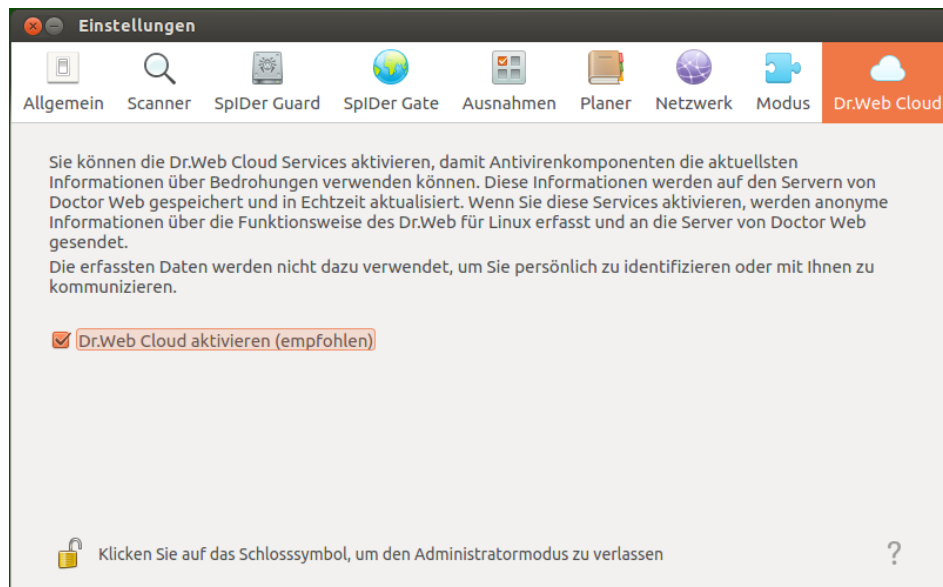 Einstellungen
Allgemein Scanner SpIDer Guard SpIDer Gate Ausnahmen Planer Netzwerk Modus Dr.Web Cloud
Sie können die Dr.Web Cloud Services aktivieren, damit Antivirenkomponenten die aktuellsten
Informationen über Bedrohungen verwenden können. Diese Informationen werden auf den Servern von
Doctor Web gespeichert und in Echtzeit aktualisiert. Wenn Sie diese Services aktivieren, werden anonyme
Informationen über die Funktionsweise des Dr.Web für Linux erfasst und an die Server von Doctor Web
gesendet.
Die erfassten Daten werden nicht dazu verwendet, um Sie persönlich zu identifizieren oder mit Ihnen zu
kommunizieren.
Dr.Web Cloud aktivieren (empfohlen)
Klicken Sie auf das Schlosssymbol, um den Administratormodus zu verlassen ?